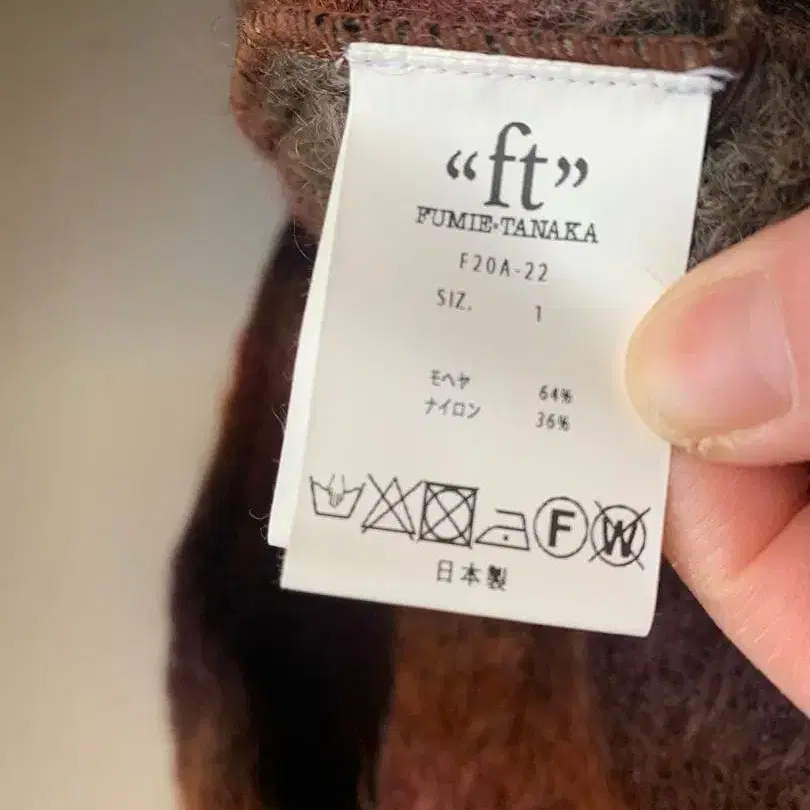 “ft”
FUMIE·TANAKA
F20A-22
SIZ. 1
モヘヤ 64%
ナイロン 36%
F W
日本製